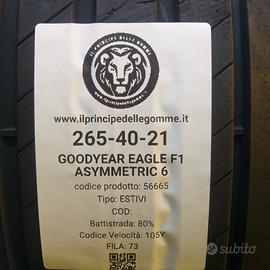 IL PRINCIPE DELLE GOMME
www.ilprincipedellegomme.it
www.ilprincipedellegomme.it
265-40-21
GOODYEAR EAGLE F1
ASYMMETRIC 6
codice prodotto: 56665
Tipo: ESTIVI
COD:
Battistrada: 80%
Codice Velocità: 105Y
FILA: 73
subito